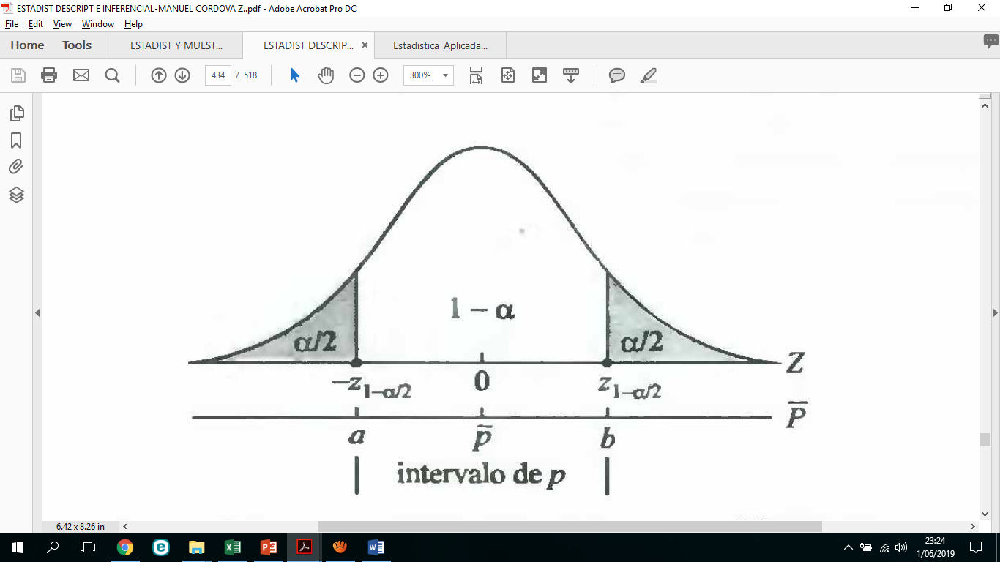 ESTADIST DESCRIPT E INFERENCIAL-MANUEL CORDOVA Z..pdf - Adobe Acrobat Pro DC
File Edit View Window Help
Home Tools ESTADIST Y MUEST... ESTADIST DESCRIP... × Estadistica_Aplicada...
434 / 518 300%
1 – α
α/2 α/2
Z
–z1–α/2 0 z1–α/2
P̅
a p̅ b
intervalo de p
6.42 x 8.26 in
23:24
1/06/2019